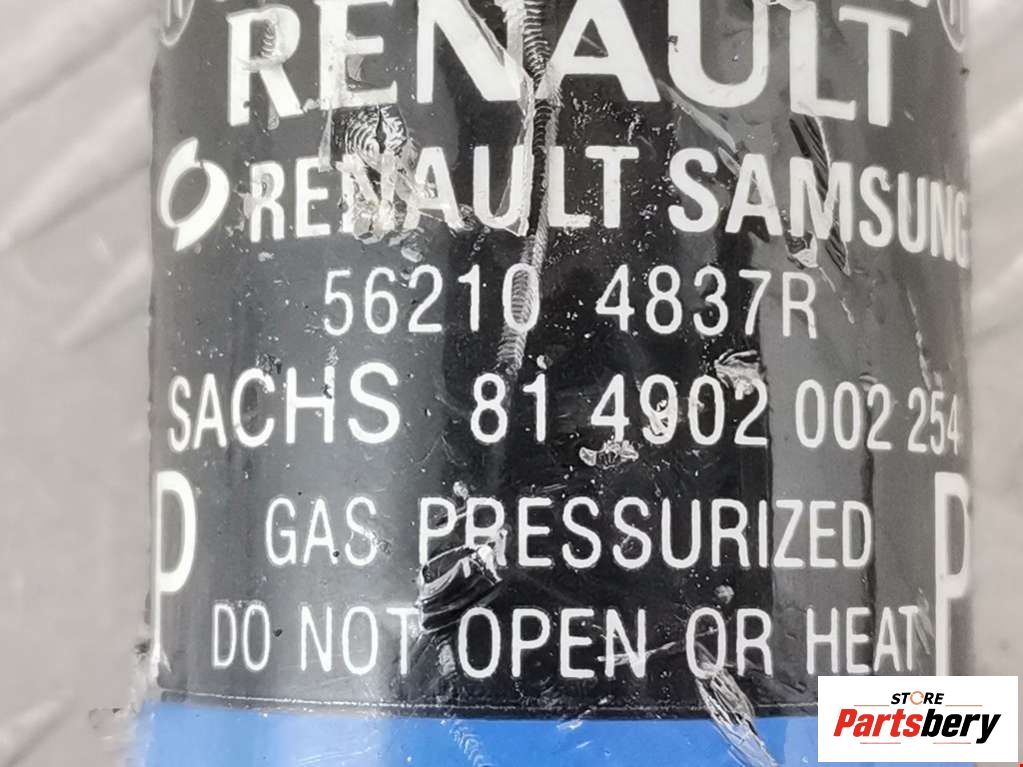 RENAULT
RENAULT SAMSUNG
56210 4837R
SACHS 81 4902 002 254
P GAS PRESSURIZED P
DO NOT OPEN OR HEAT
STORE
Partsbery